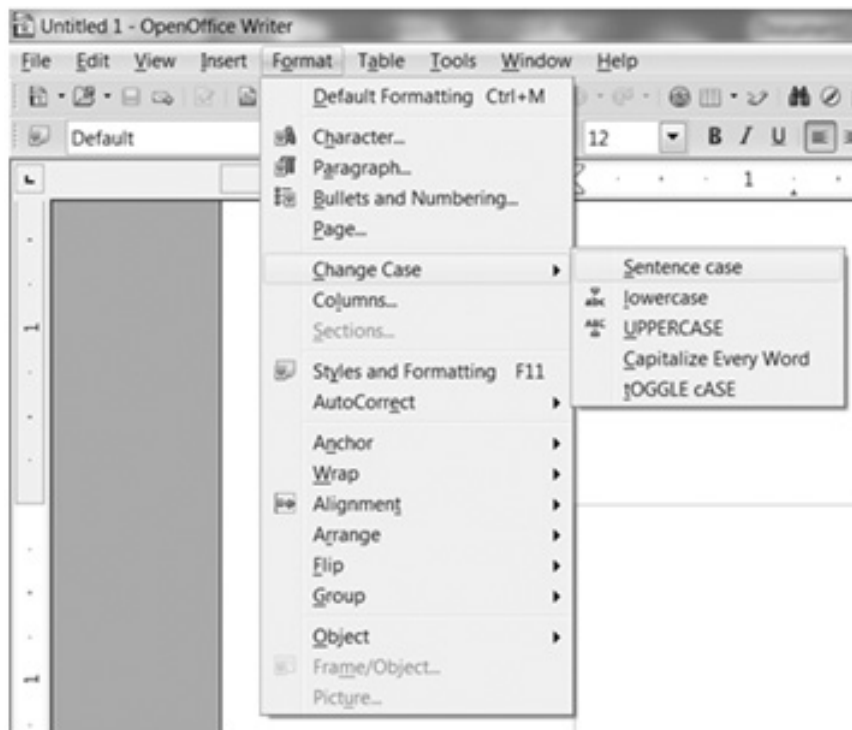 Untitled 1 - OpenOffice Writer
File Edit View Insert Format Table Tools Window Help
Default Formatting Ctrl+M
Default
12 B I U
Character...
Paragraph...
1
Bullets and Numbering...
Page...
Change Case
Sentence case
lowercase
UPPERCASE
Capitalize Every Word
tOGGLE cASE
Columns...
Sections...
Styles and Formatting F11
AutoCorrect
Anchor
Wrap
Alignment
Arrange
Flip
Group
Object
Frame/Object...
Picture...
1
1